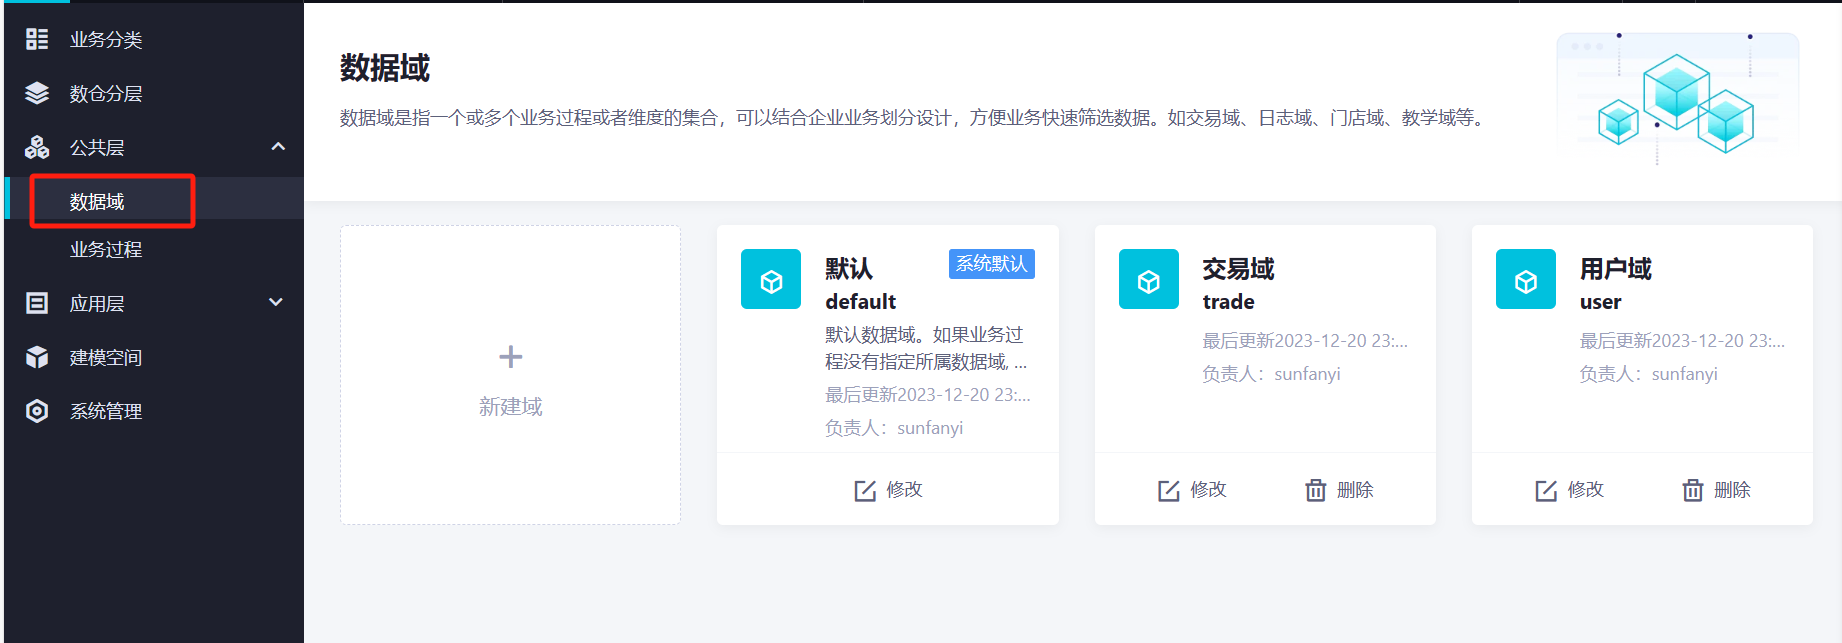 业务分类
数仓分层
公共层
数据域
业务过程
应用层
建模空间
系统管理
数据域
数据域是指一个或多个业务过程或者维度的集合，可以结合企业业务划分设计，方便业务快速筛选数据。如交易域、日志域、门店域、教学域等。
新建域
默认
系统默认
default
默认数据域。如果业务过
程没有指定所属数据域, ...
最后更新2023-12-20 23:...
负责人：sunfanyi
修改
交易域
trade
最后更新2023-12-20 23:...
负责人：sunfanyi
修改
删除
用户域
user
最后更新2023-12-20 23:...
负责人：sunfanyi
修改
删除